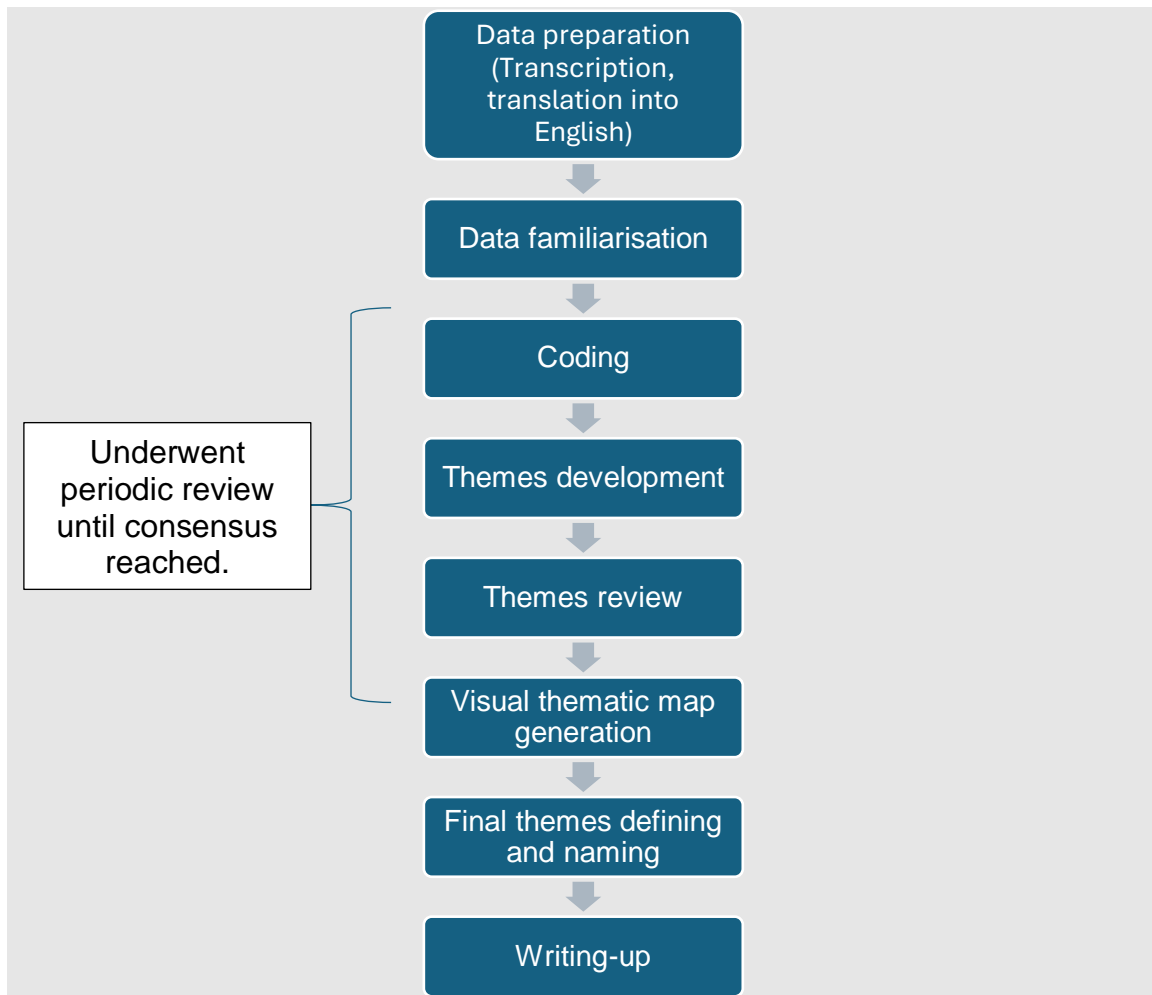 Data preparation
(Transcription,
translation into
English)
Data familiarisation
Coding
Themes development
Underwent
periodic review
until consensus
reached.
Themes review
Visual thematic map
generation
Final themes defining
and naming
Writing-up